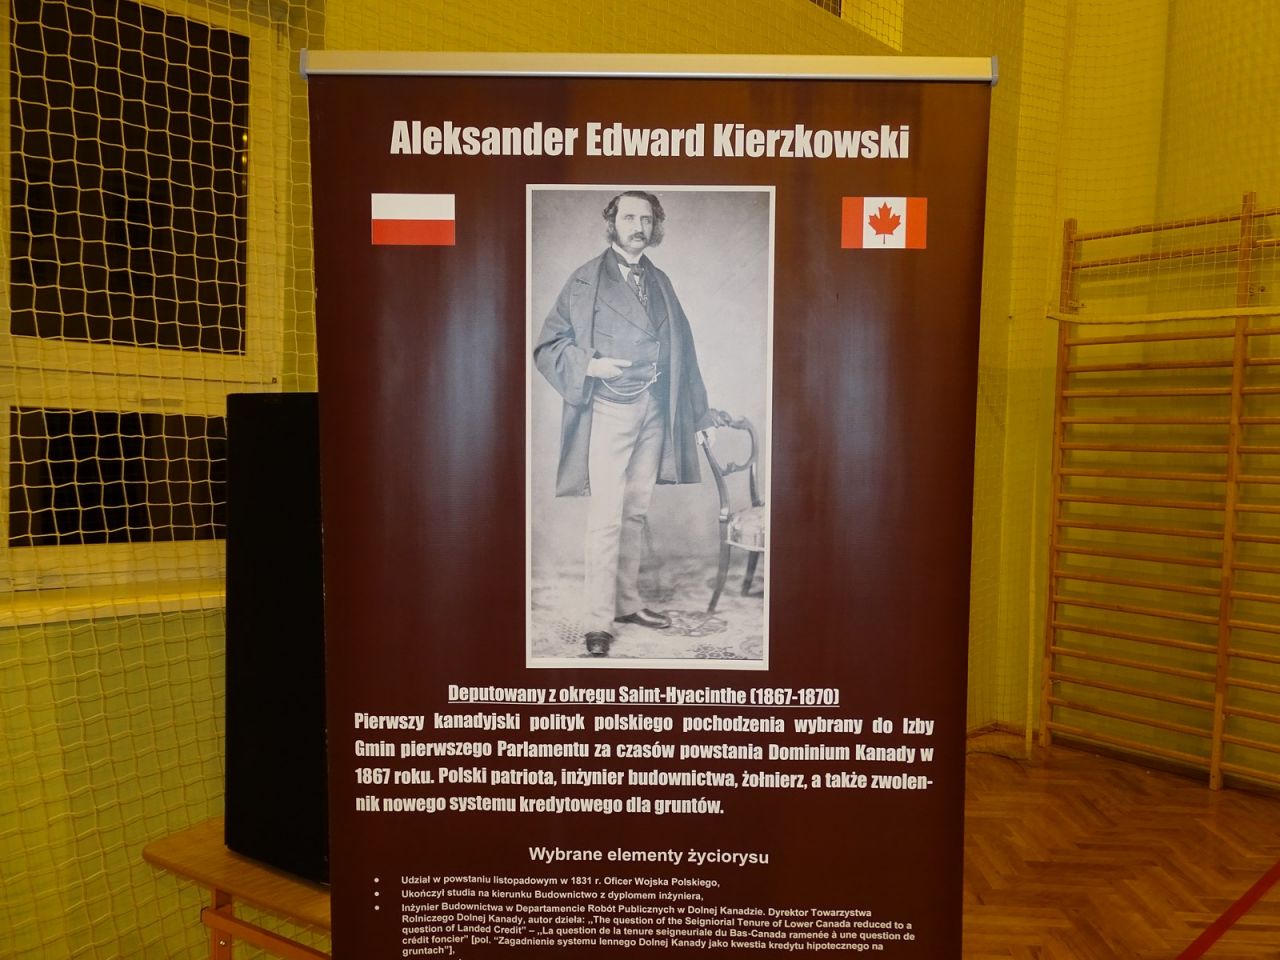 Aleksander Edward Kierzkowski
Deputowany z okręgu Saint-Hyacinthe (1867-1870)
Pierwszy kanadyjski polityk polskiego pochodzenia wybrany do Izby
Gmin pierwszego Parlamentu za czasów powstania Dominium Kanady w
1867 roku. Polski patriota, inżynier budownictwa, żołnierz, a także zwolen-
nik nowego systemu kredytowego dla gruntów.
Wybrane elementy życiorysu
• Udział w powstaniu listopadowym w 1831 r. Oficer Wojska Polskiego,
• Ukończył studia na kierunku Budownictwo z dyplomem inżyniera,
• Inżynier Budownictwa w Departamencie Robót Publicznych w Dolnej Kanadzie. Dyrektor Towarzystwa
Rolniczego Dolnej Kanady, autor dzieła: ,,The question of the Seigniorial Tenure of Lower Canada reduced to a
question of Landed Credit" – ,,La question de la tenure seigneuriale du Bas-Canada ramenée à une question de
crédit foncier" [pol. "Zagadnienie systemu lennego Dolnej Kanady jako kwestia kredytu hipotecznego na
gruntach"],